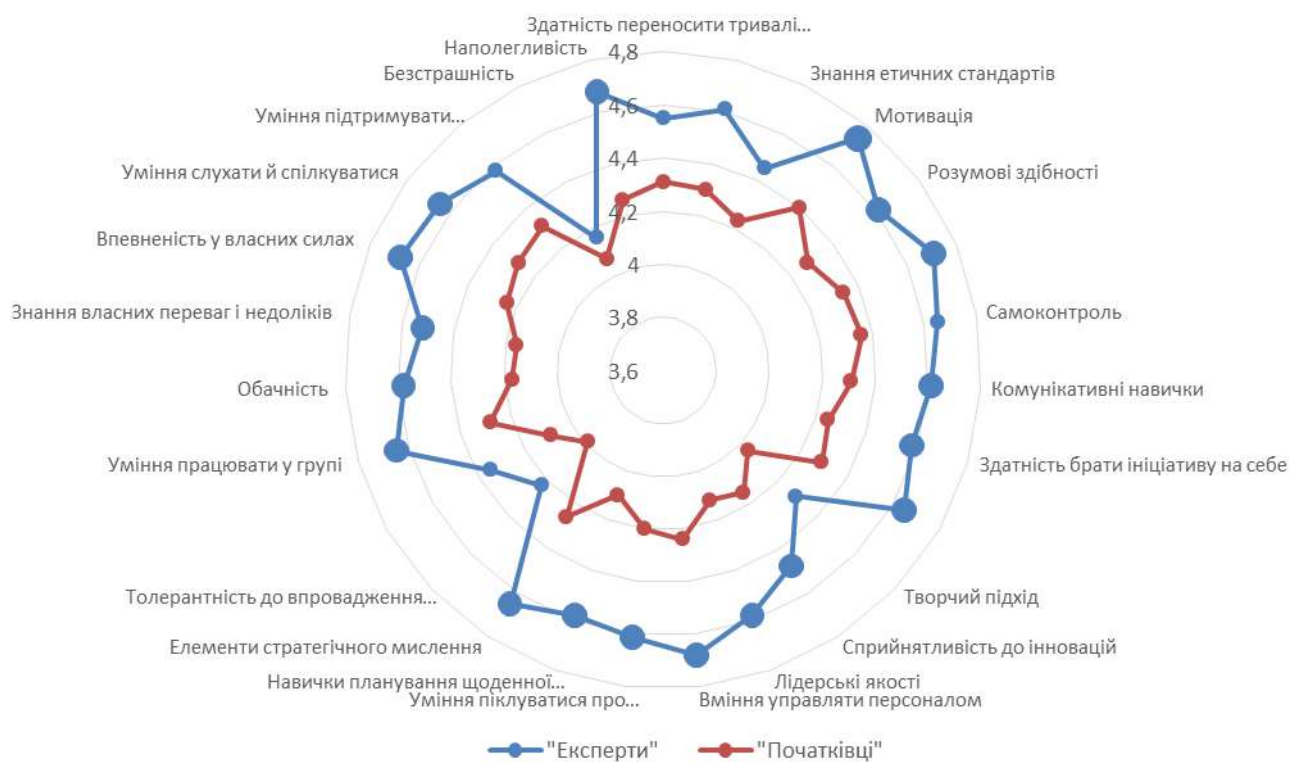 Здатність переносити тривалі...
Наполегливість
4,8
Безстрашність
Знання етичних стандартів
4,6
Уміння підтримувати...
Мотивація
4,4
Уміння слухати й спілкуватися
Розумові здібності
4,2
Впевненість у власних силах
4
Знання власних переваг і недоліків
3,8
Самоконтроль
3,6
Обачність
Комунікативні навички
Уміння працювати у групі
Здатність брати ініціативу на себе
Толерантність до впровадження...
Творчий підхід
Елементи стратегічного мислення
Сприйнятливість до інновацій
Навички планування щоденної...
Лідерські якості
Уміння піклуватися про...
Вміння управляти персоналом
"Експерти"
"Початківці"